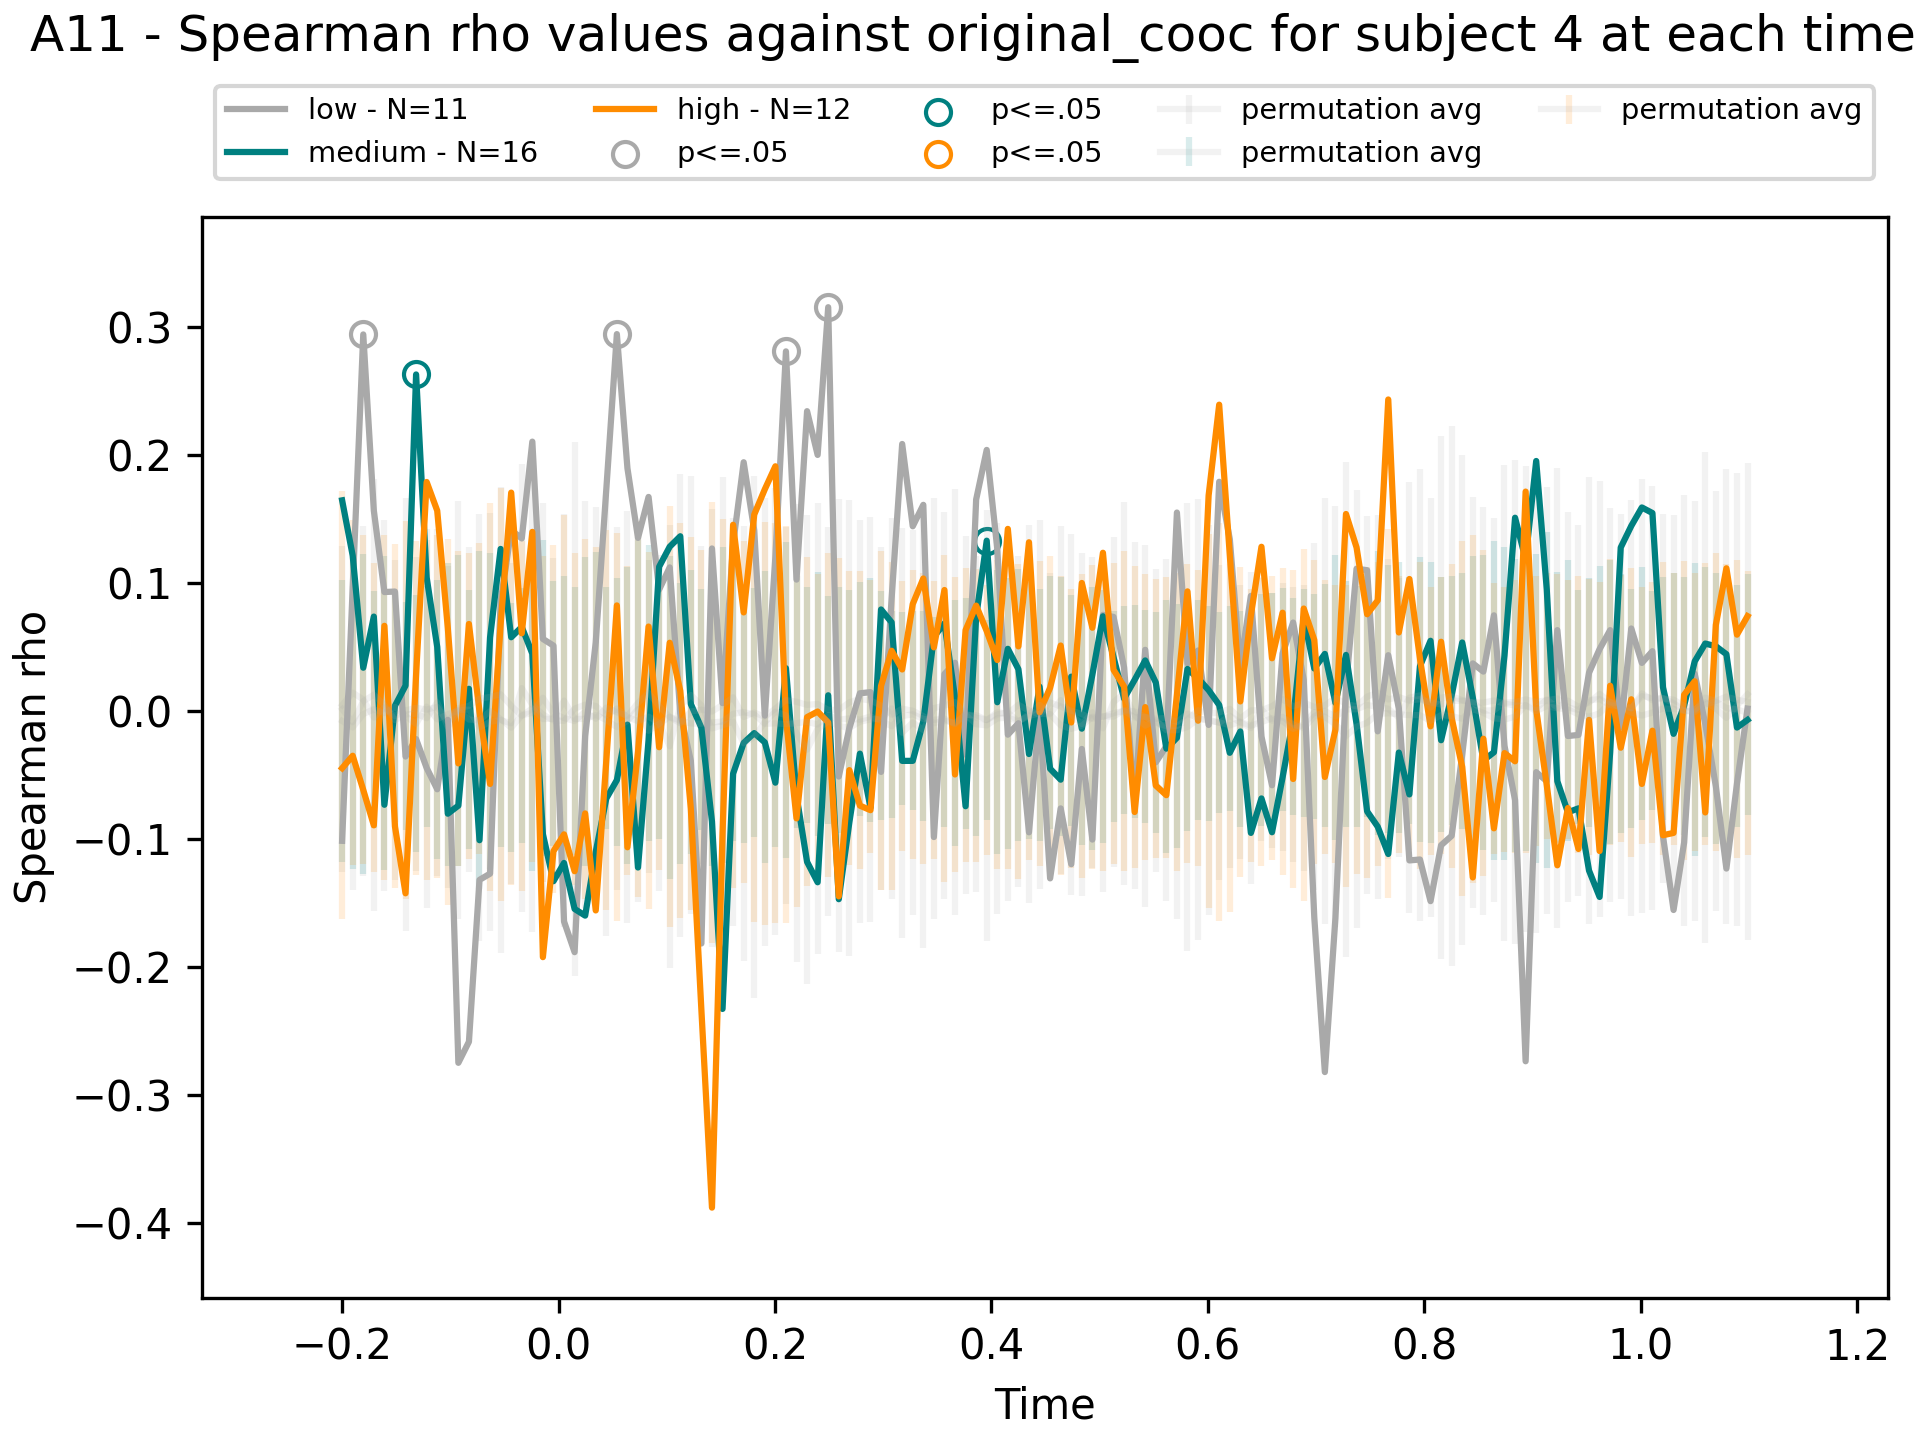 A11 - Spearman rho values against original_cooc for subject 4 at each time
low - N=11
medium - N=16
high - N=12
p<=.05
p<=.05
p<=.05
permutation avg
permutation avg
permutation avg
Spearman rho
0.3
0.2
0.1
0.0
−0.1
−0.2
−0.3
−0.4
−0.2
0.0
0.2
0.4
0.6
0.8
1.0
1.2
Time